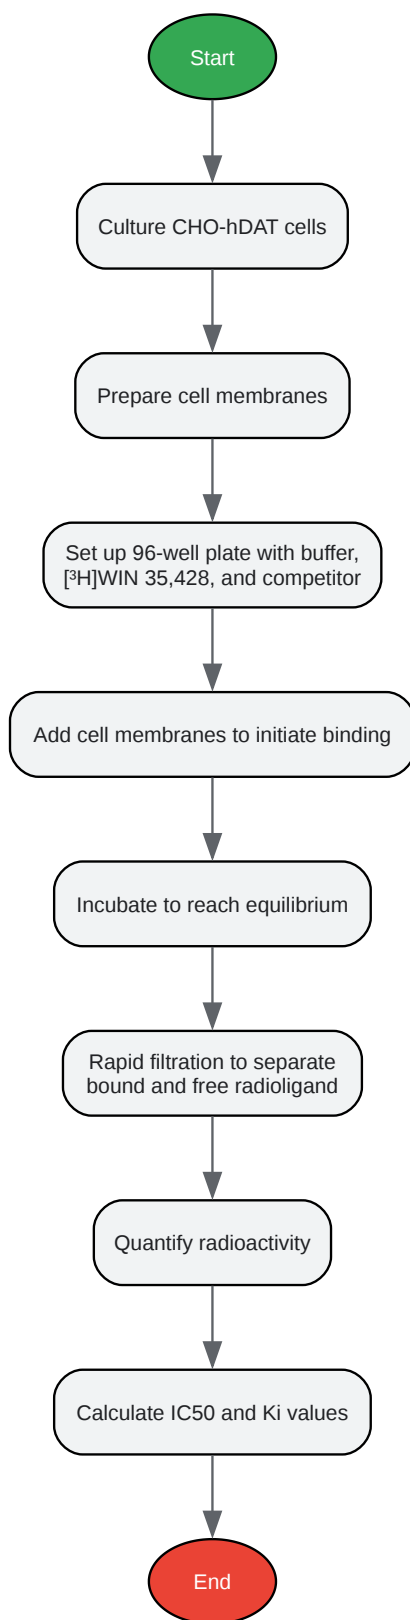 Start
Culture CHO-hDAT cells
Prepare cell membranes
Set up 96-well plate with buffer,
[³H]WIN 35,428, and competitor
Add cell membranes to initiate binding
Incubate to reach equilibrium
Rapid filtration to separate
bound and free radioligand
Quantify radioactivity
Calculate IC50 and Ki values
End